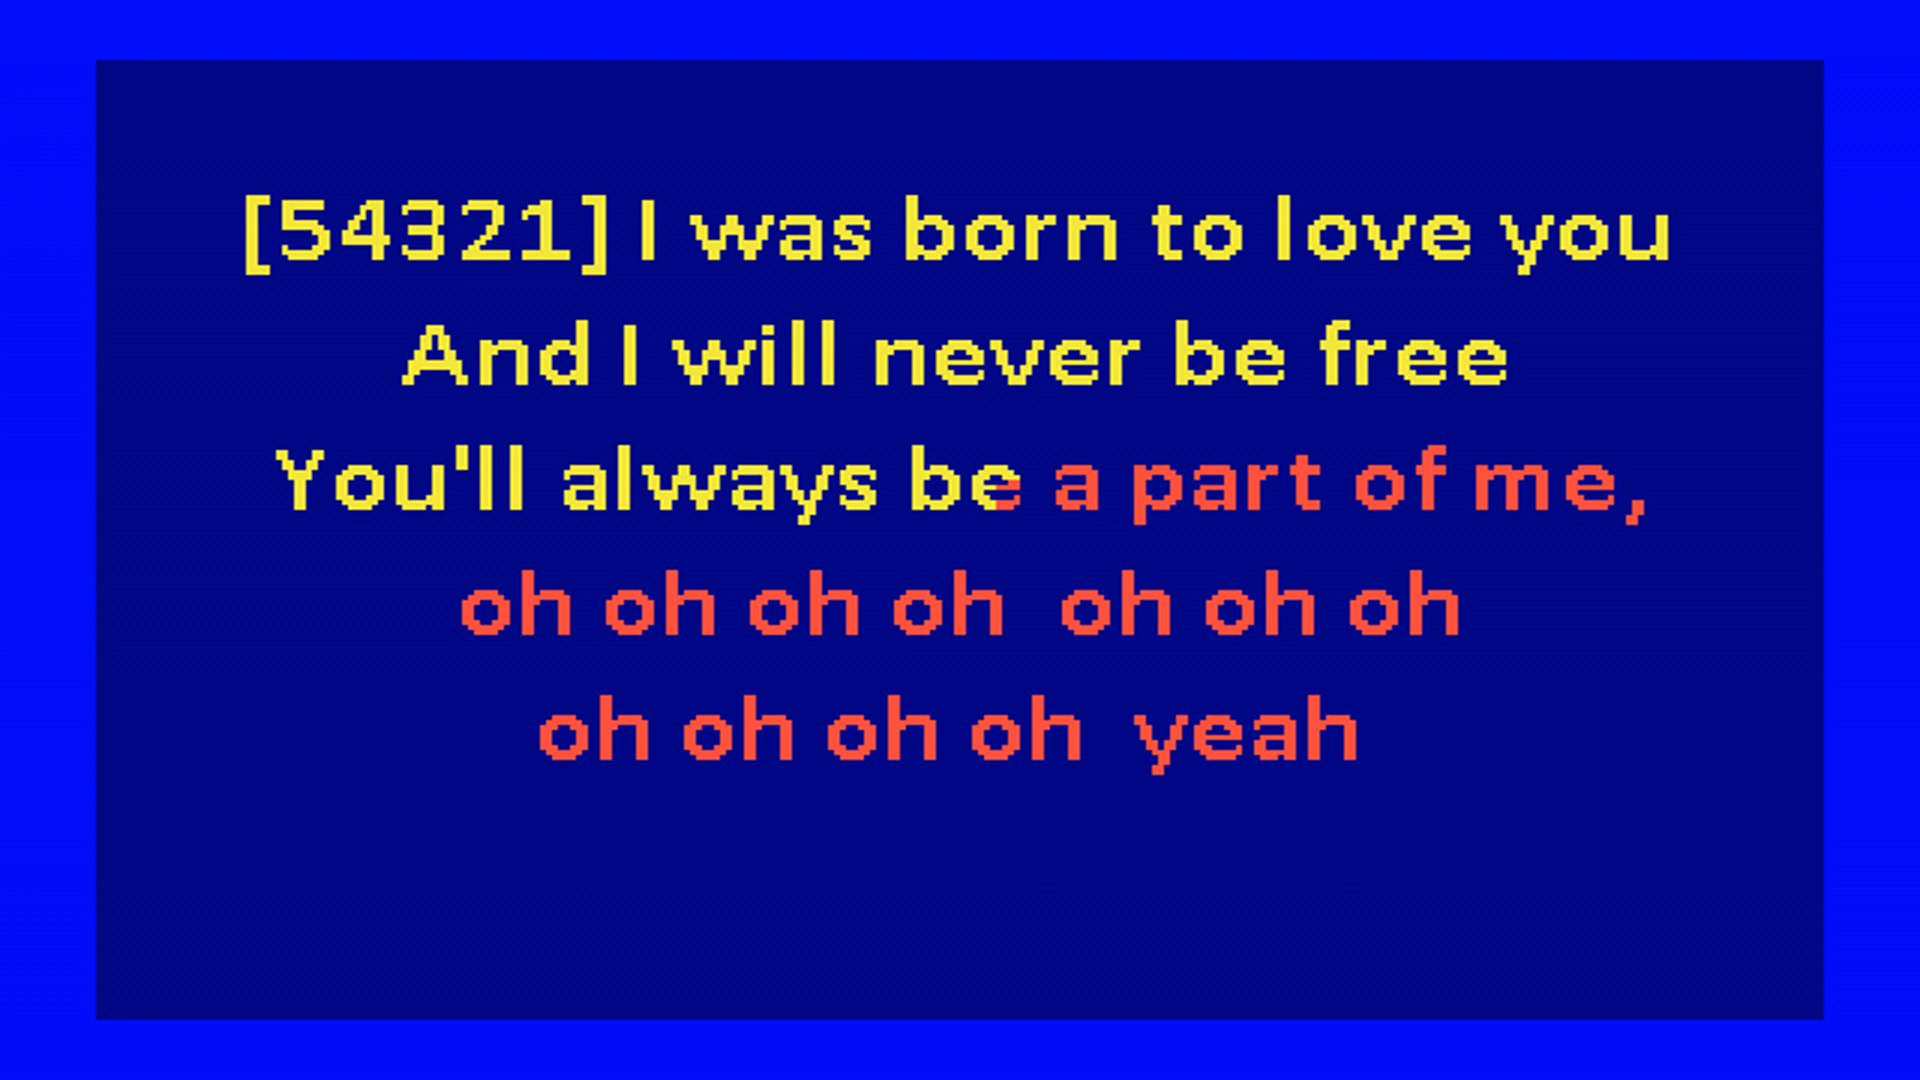 [54321] I was born to love you
And I will never be free
You'll always be a part of me,
oh oh oh oh  oh oh oh
oh oh oh oh  yeah